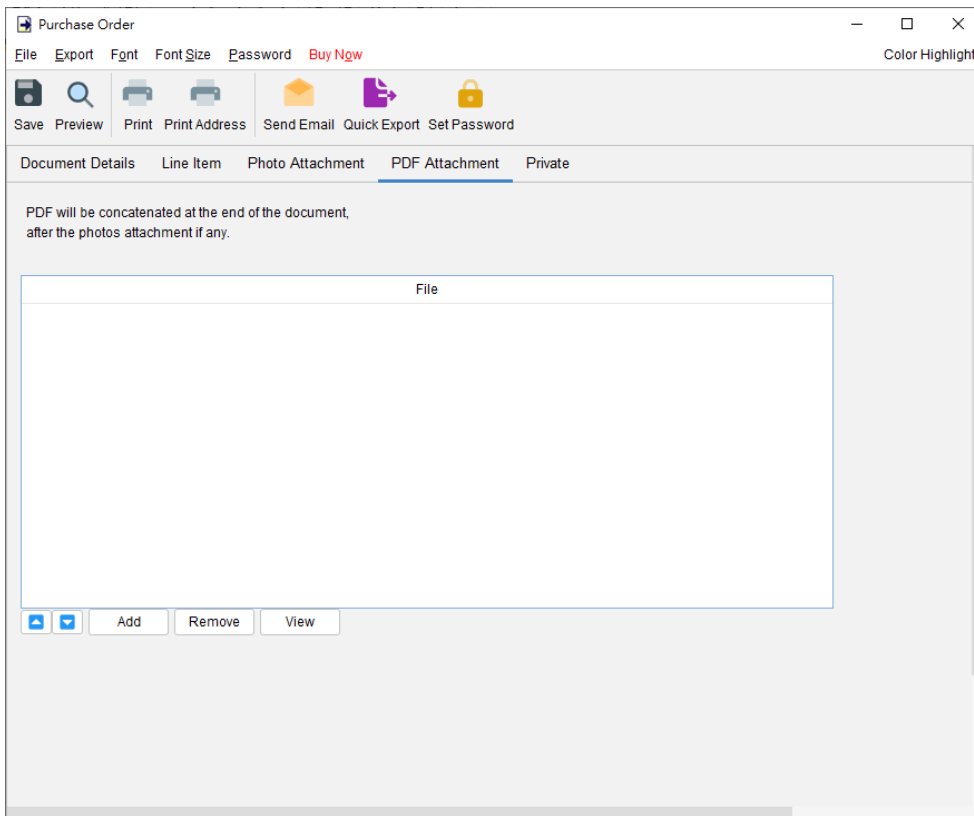 Purchase Order
File Export Font Font Size Password Buy Now Color Highlight
Save Preview Print Print Address Send Email Quick Export Set Password
Document Details Line Item Photo Attachment PDF Attachment Private
PDF will be concatenated at the end of the document,
after the photos attachment if any.
File
Add Remove View